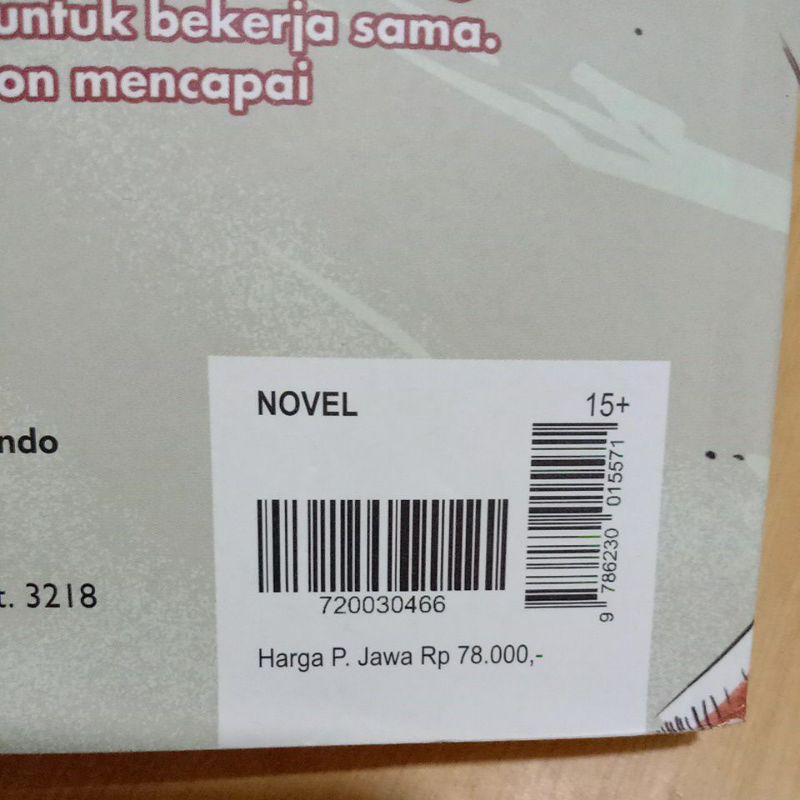 untuk bekerja sama.
on mencapai
ndo
t. 3218
NOVEL
15+
720030466
9 786230 015571
Harga P. Jawa Rp 78.000,-